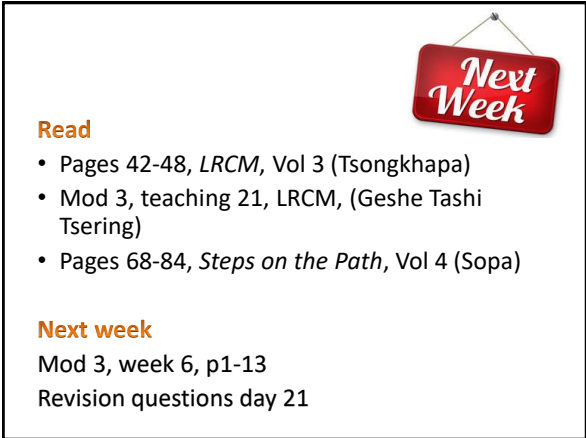 Next
Week
Read
• Pages 42-48, LRCM, Vol 3 (Tsongkhapa)
• Mod 3, teaching 21, LRCM, (Geshe Tashi
Tsering)
• Pages 68-84, Steps on the Path, Vol 4 (Sopa)
Next week
Mod 3, week 6, p1-13
Revision questions day 21